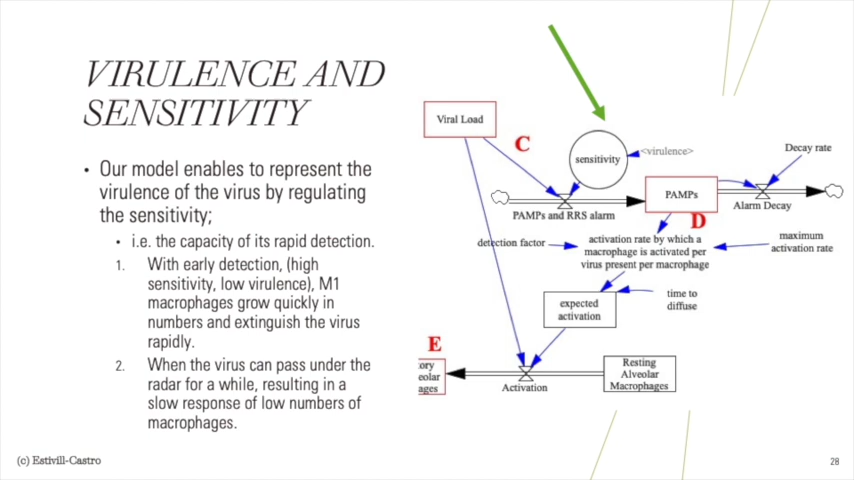 VIRULENCE AND
SENSITIVITY
• Our model enables to represent the
virulence of the virus by regulating
the sensitivity;
• i.e. the capacity of its rapid detection.
1. With early detection, (high
sensitivity, low virulence), M1
macrophages grow quickly in
numbers and extinguish the virus
rapidly.
2. When the virus can pass under the
radar for a while, resulting in a
slow response of low numbers of
macrophages.
Viral Load
C
sensitivity
<virulence>
Decay rate
PAMPs
PAMPs and RRS alarm
Alarm Decay
D
detection factor
activation rate by which a
macrophage is activated per
virus present per macrophage
maximum
activation rate
expected
activation
time to
diffuse
E
ory
eolar
ages
Activation
Resting
Alveolar
Macrophages
(c) Estivill-Castro
28